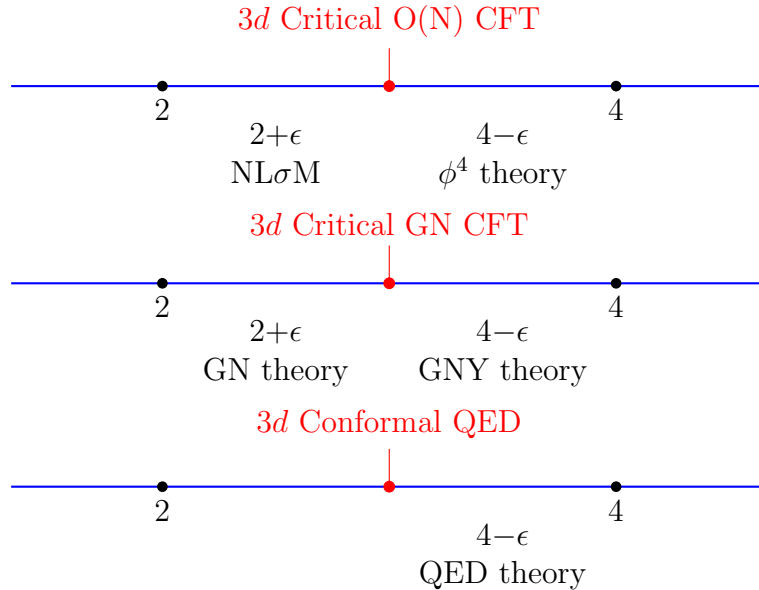 3d Critical O(N) CFT
2 4
2+ϵ 4−ϵ
NLσM ϕ⁴ theory
3d Critical GN CFT
2 4
2+ϵ 4−ϵ
GN theory GNY theory
3d Conformal QED
2 4
4−ϵ
QED theory